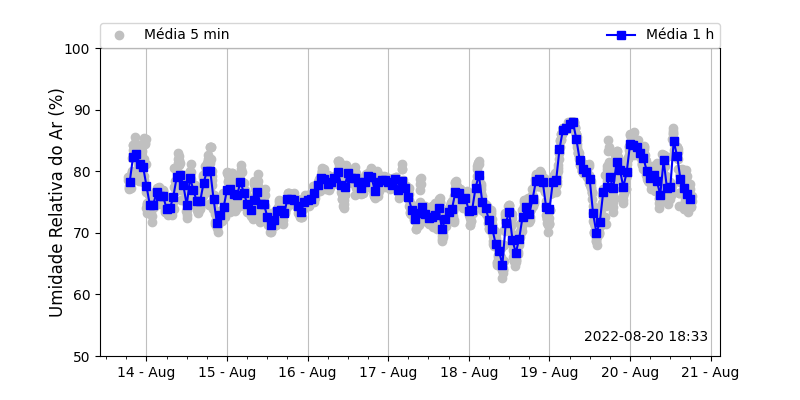 Média 5 min Média 1 h
Umidade Relativa do Ar (%)
100
90
80
70
60
50
2022-08-20 18:33
14 - Aug 15 - Aug 16 - Aug 17 - Aug 18 - Aug 19 - Aug 20 - Aug 21 - Aug